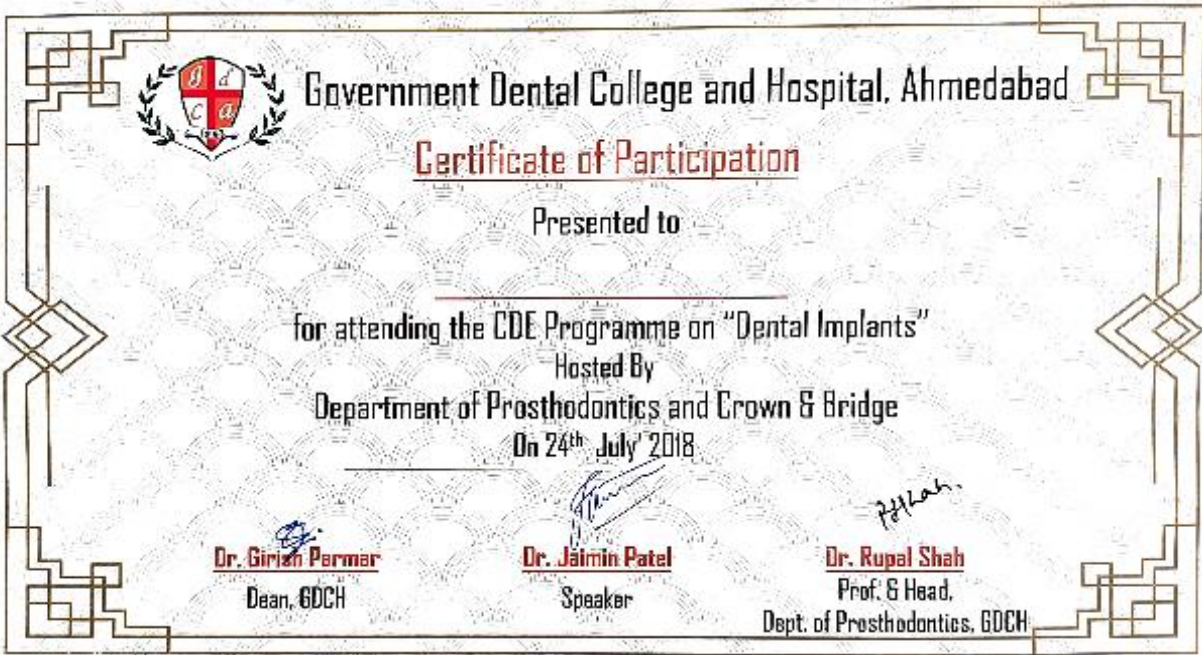 g d
c a
Government Dental College and Hospital, Ahmedabad
Certificate of Participation
Presented to
for attending the CDE Programme on "Dental Implants"
Hosted By
Department of Prosthodontics and Crown & Bridge
On 24th July' 2018
Dr. Girish Parmar
Dr. Jaimin Patel
Dr. Rupal Shah
Dean, GDCH
Speaker
Prof. & Head,
Dept. of Prosthodontics, GDCH